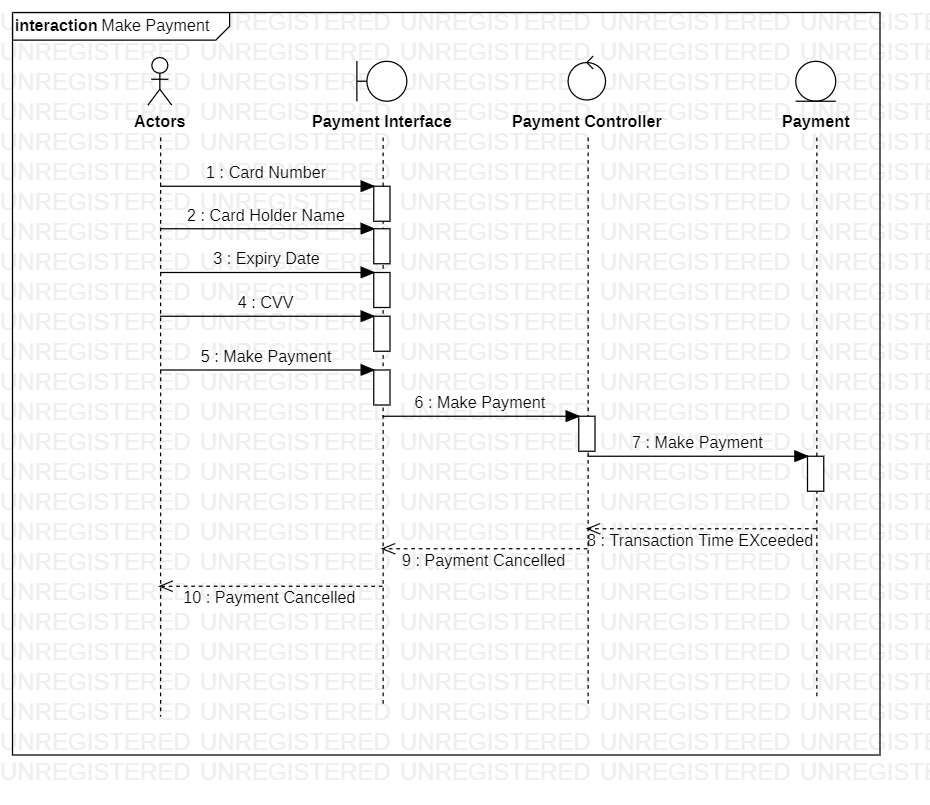 interaction Make Payment
Actors
Payment Interface
Payment Controller
Payment
1 : Card Number
2 : Card Holder Name
3 : Expiry Date
4 : CVV
5 : Make Payment
6 : Make Payment
7 : Make Payment
8 : Transaction Time EXceeded
9 : Payment Cancelled
10 : Payment Cancelled
UNREGISTERED